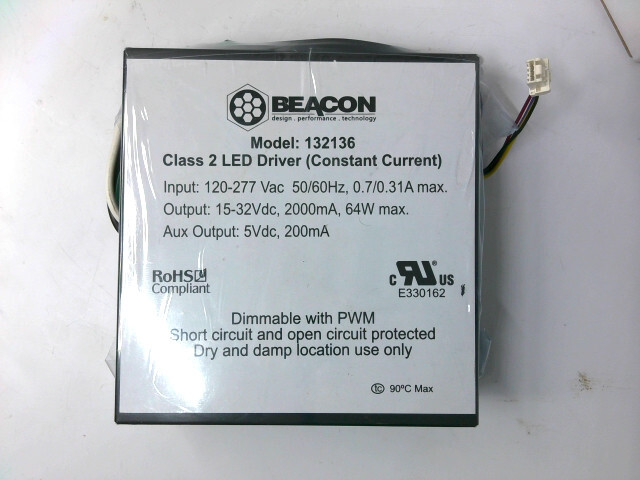 BEACON
design . performance . technology
Model: 132136
Class 2 LED Driver (Constant Current)
Input: 120-277 Vac 50/60Hz, 0.7/0.31A max.
Output: 15-32Vdc, 2000mA, 64W max.
Aux Output: 5Vdc, 200mA
RoHS
Compliant
c RU US
E330162
Dimmable with PWM
Short circuit and open circuit protected
Dry and damp location use only
tc 90ºC Max